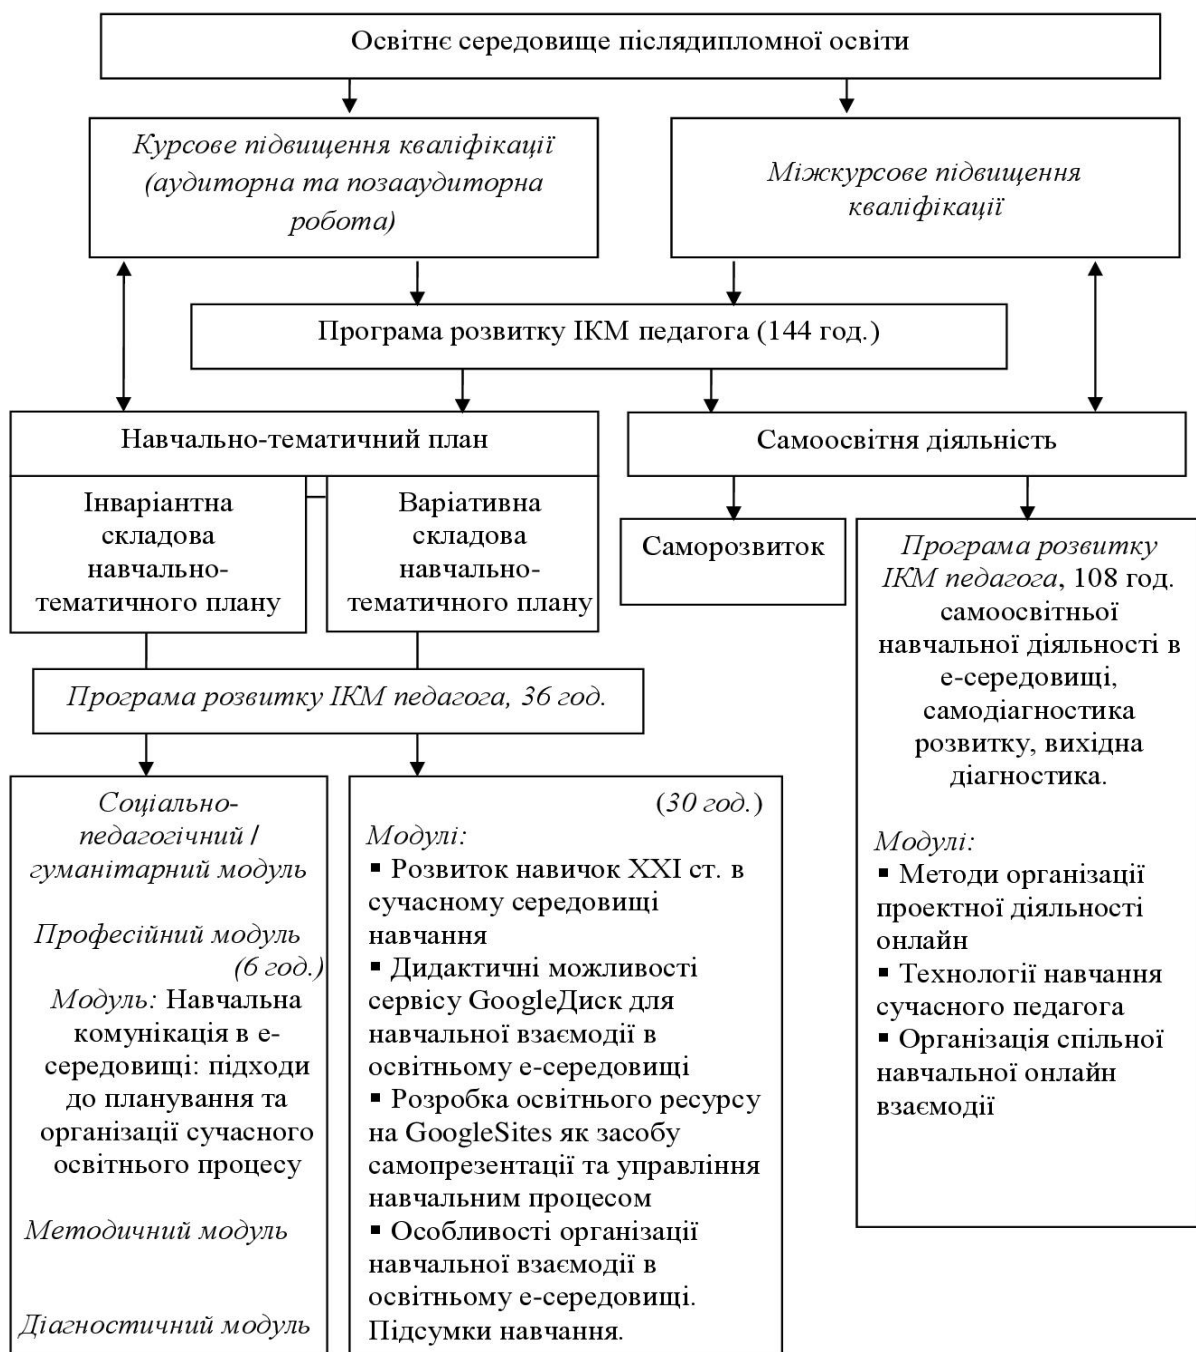 Освітнє середовище післядипломної освіти
Курсове підвищення кваліфікації
(аудиторна та позааудиторна
робота)
Міжкурсове підвищення
кваліфікації
Програма розвитку ІКМ педагога (144 год.)
Навчально-тематичний план
Самоосвітня діяльність
Інваріантна
складова
навчально-
тематичного плану
Варіативна
складова
навчально-
тематичного плану
Саморозвиток
Програма розвитку
ІКМ педагога, 108 год.
самоосвітньої
навчальної діяльності в
е-середовищі,
самодіагностика
розвитку, вихідна
діагностика.
Модулі:
▪ Методи організації
проектної діяльності
онлайн
▪ Технології навчання
сучасного педагога
▪ Організація спільної
навчальної онлайн
взаємодії
Програма розвитку ІКМ педагога, 36 год.
Соціально-
педагогічний /
гуманітарний модуль
Професійний модуль
(6 год.)
Модуль: Навчальна
комунікація в е-
середовищі: підходи
до планування та
організації сучасного
освітнього процесу
Методичний модуль
Діагностичний модуль
(30 год.)
Модулі:
▪ Розвиток навичок ХХІ ст. в
сучасному середовищі
навчання
▪ Дидактичні можливості
сервісу GoogleДиск для
навчальної взаємодії в
освітньому е-середовищі
▪ Розробка освітнього ресурсу
на GoogleSites як засобу
самопрезентації та управління
навчальним процесом
▪ Особливості організації
навчальної взаємодії в
освітньому е-середовищі.
Підсумки навчання.